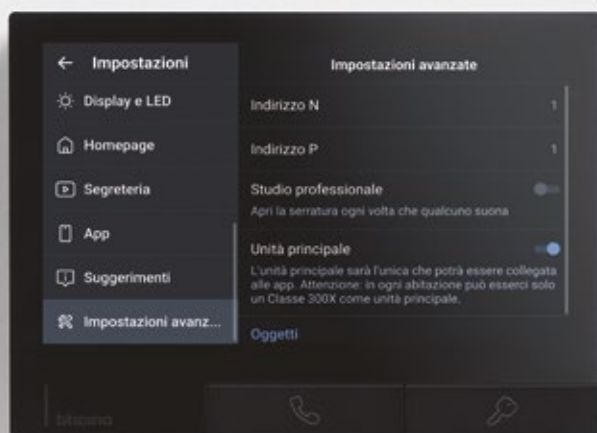 Impostazioni
Display e LED
Homepage
Segreteria
App
Suggerimenti
Impostazioni avanz...
Impostazioni avanzate
Indirizzo N 1
Indirizzo P 1
Studio professionale
Apri la serratura ogni volta che qualcuno suona
Unità principale
L'unità principale sarà l'unica che potrà essere collegata
alle app. Attenzione: in ogni abitazione può esserci solo
un Classe 300X come unità principale.
Oggetti
bticino